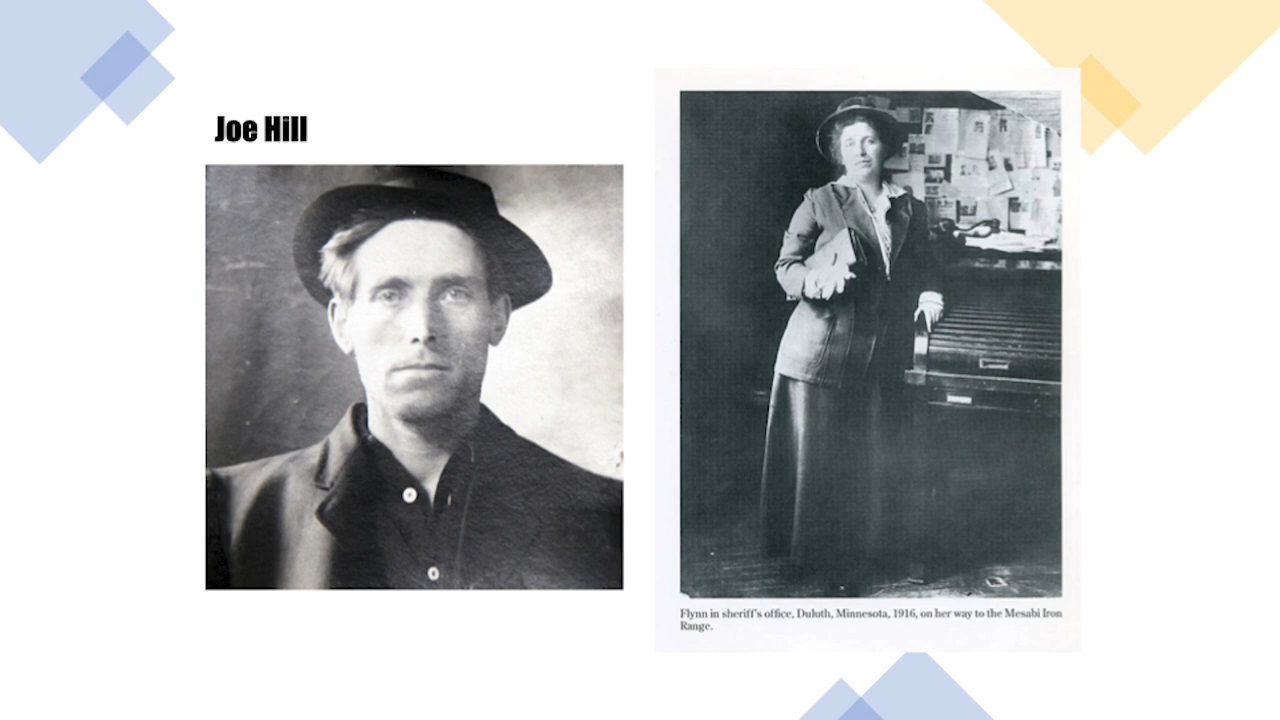 Joe Hill
Flynn in sheriff's office, Duluth, Minnesota, 1916, on her way to the Mesabi Iron
Range.